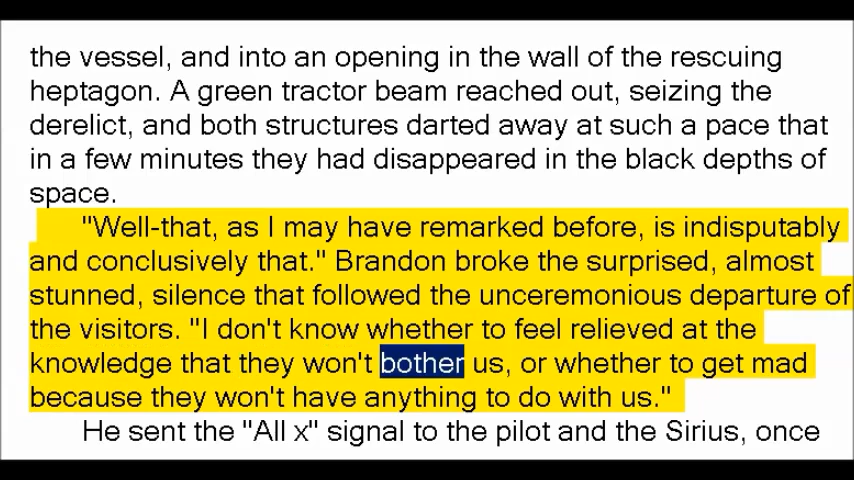 the vessel, and into an opening in the wall of the rescuing
heptagon. A green tractor beam reached out, seizing the
derelict, and both structures darted away at such a pace that
in a few minutes they had disappeared in the black depths of
space.
"Well-that, as I may have remarked before, is indisputably
and conclusively that." Brandon broke the surprised, almost
stunned, silence that followed the unceremonious departure of
the visitors. "I don't know whether to feel relieved at the
knowledge that they won't bother us, or whether to get mad
because they won't have anything to do with us."
He sent the "All x" signal to the pilot and the Sirius, once